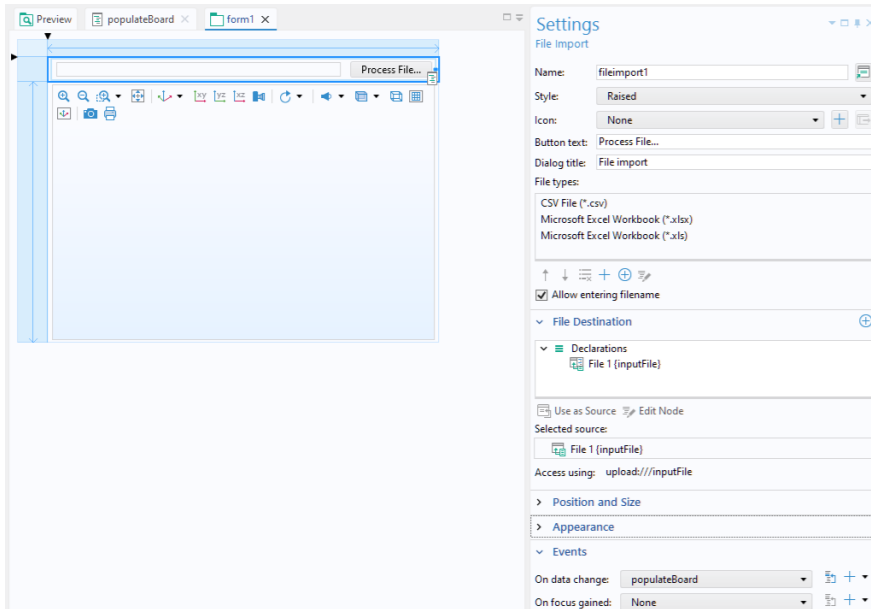 Preview
populateBoard
form1
Process File...
xy yz xz
Settings
File Import
Name: fileimport1
Style: Raised
Icon: None
Button text: Process File...
Dialog title: File import
File types:
CSV File (*.csv)
Microsoft Excel Workbook (*.xlsx)
Microsoft Excel Workbook (*.xls)
Allow entering filename
File Destination
Declarations
File 1 {inputFile}
Use as Source Edit Node
Selected source:
File 1 {inputFile}
Access using: upload:///inputFile
Position and Size
Appearance
Events
On data change: populateBoard
On focus gained: None